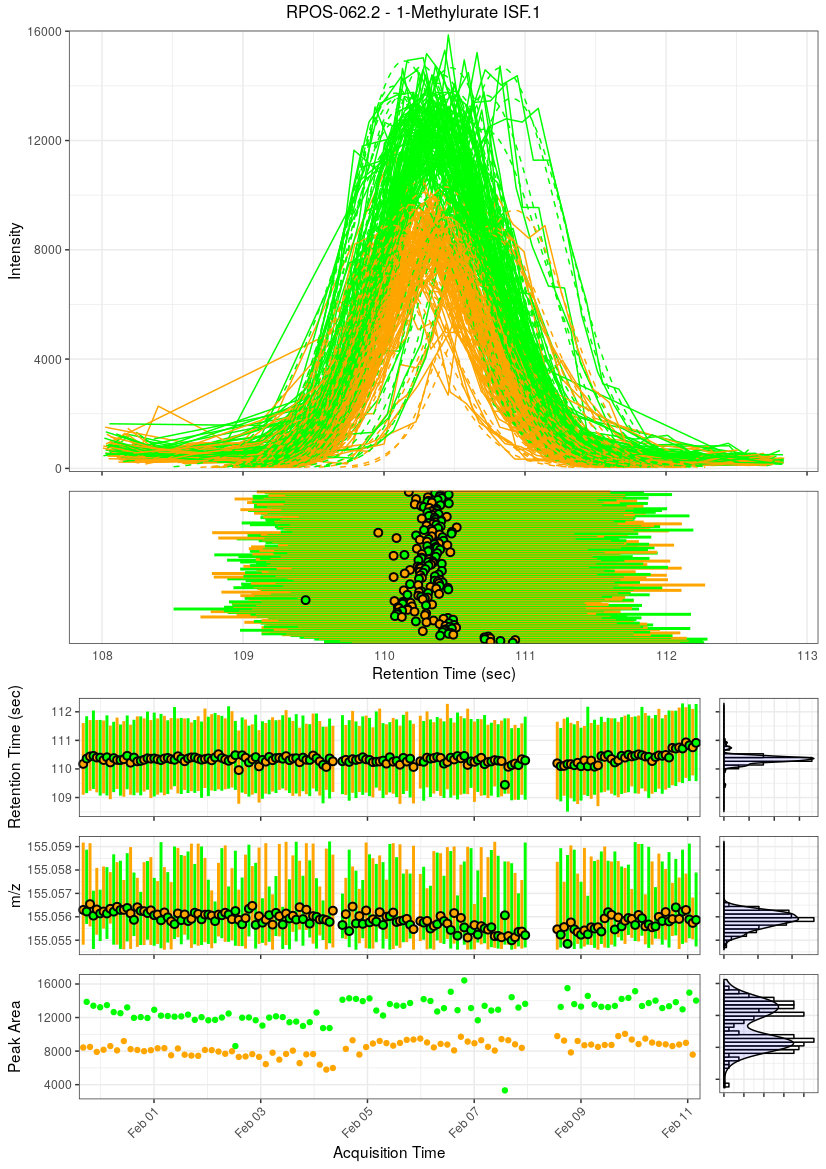 RPOS-062.2 - 1-Methylurate ISF.1
Intensity
16000
12000
8000
4000
0
108
109
110
111
112
113
Retention Time (sec)
Retention Time (sec)
112
111
110
109
m/z
155.059
155.058
155.057
155.056
155.055
Peak Area
16000
12000
8000
4000
Feb 01
Feb 03
Feb 05
Feb 07
Feb 09
Feb 11
Acquisition Time